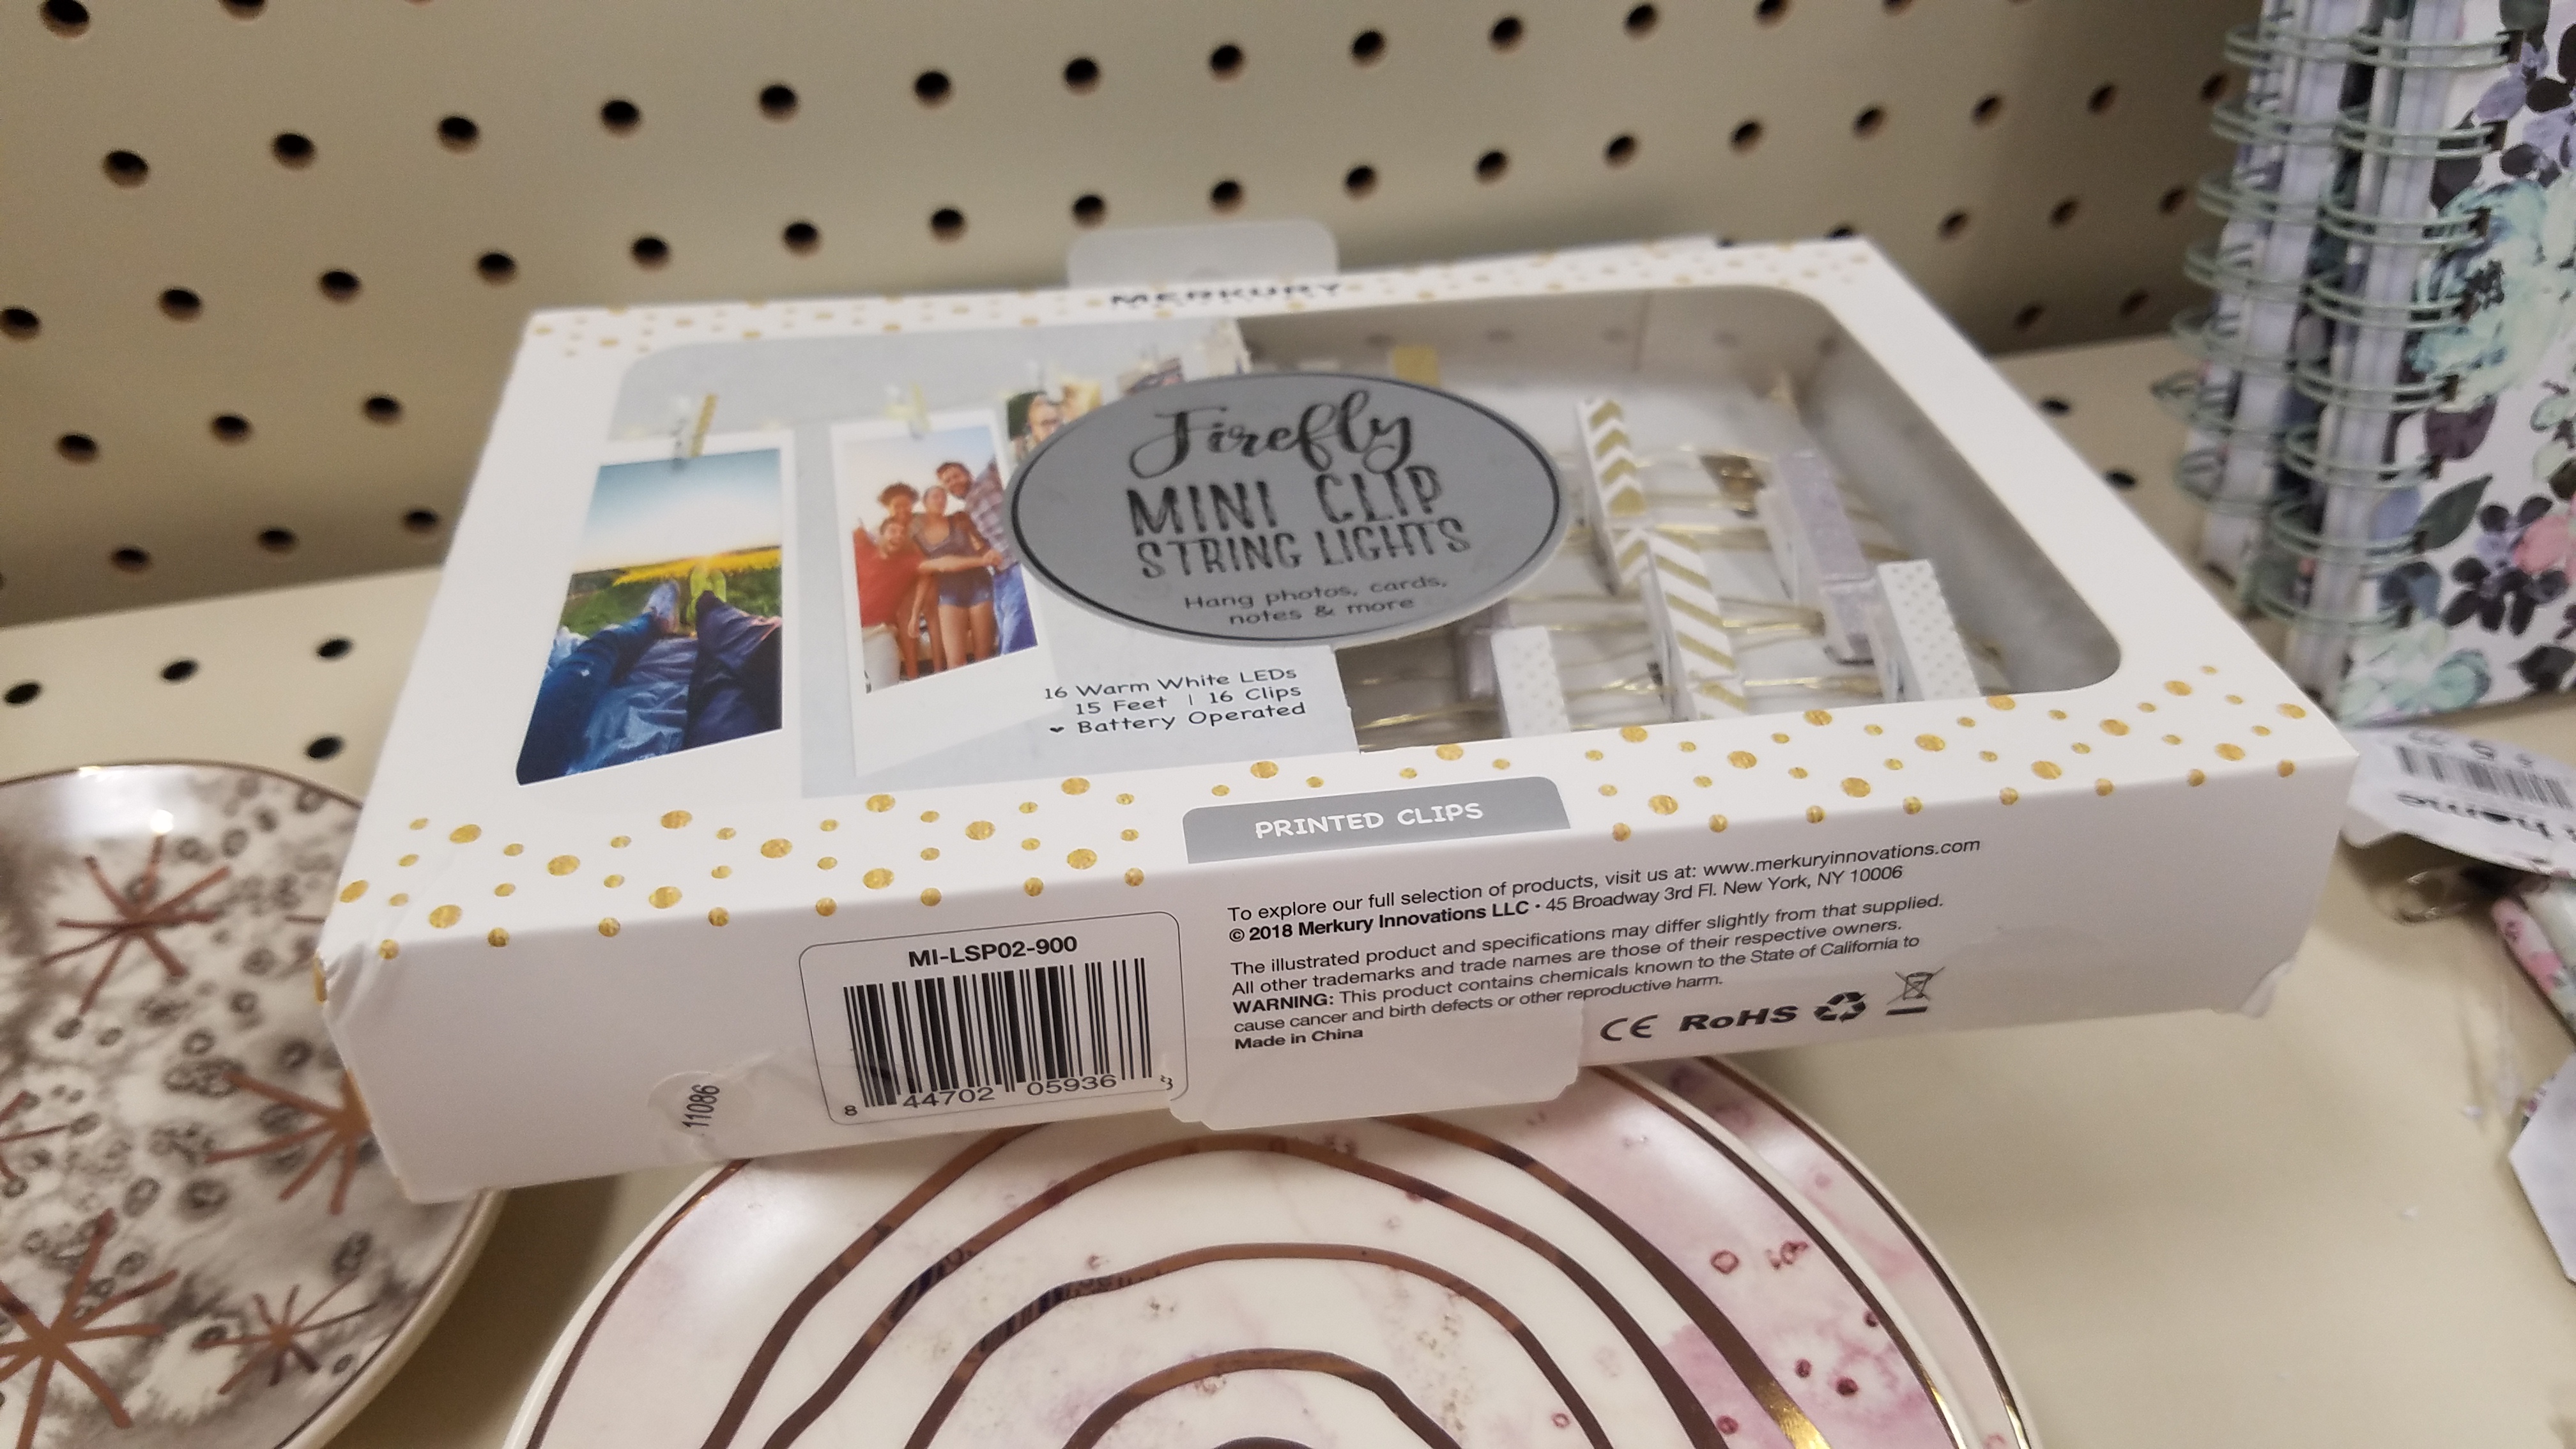 MERKURY
Firefly
MINI CLIP
STRING LIGHTS
Hang photos, cards,
notes & more
16 Warm White LEDs
15 Feet | 16 Clips
Battery Operated
PRINTED CLIPS
To explore our full selection of products, visit us at: www.merkuryinnovations.com
© 2018 Merkury Innovations LLC • 45 Broadway 3rd Fl. New York, NY 10006
The illustrated product and specifications may differ slightly from that supplied.
All other trademarks and trade names are those of their respective owners.
WARNING: This product contains chemicals known to the State of California to
cause cancer and birth defects or other reproductive harm.
Made in China
CE RoHS
MI-LSP02-900
8 44702 05936 3
11086
home